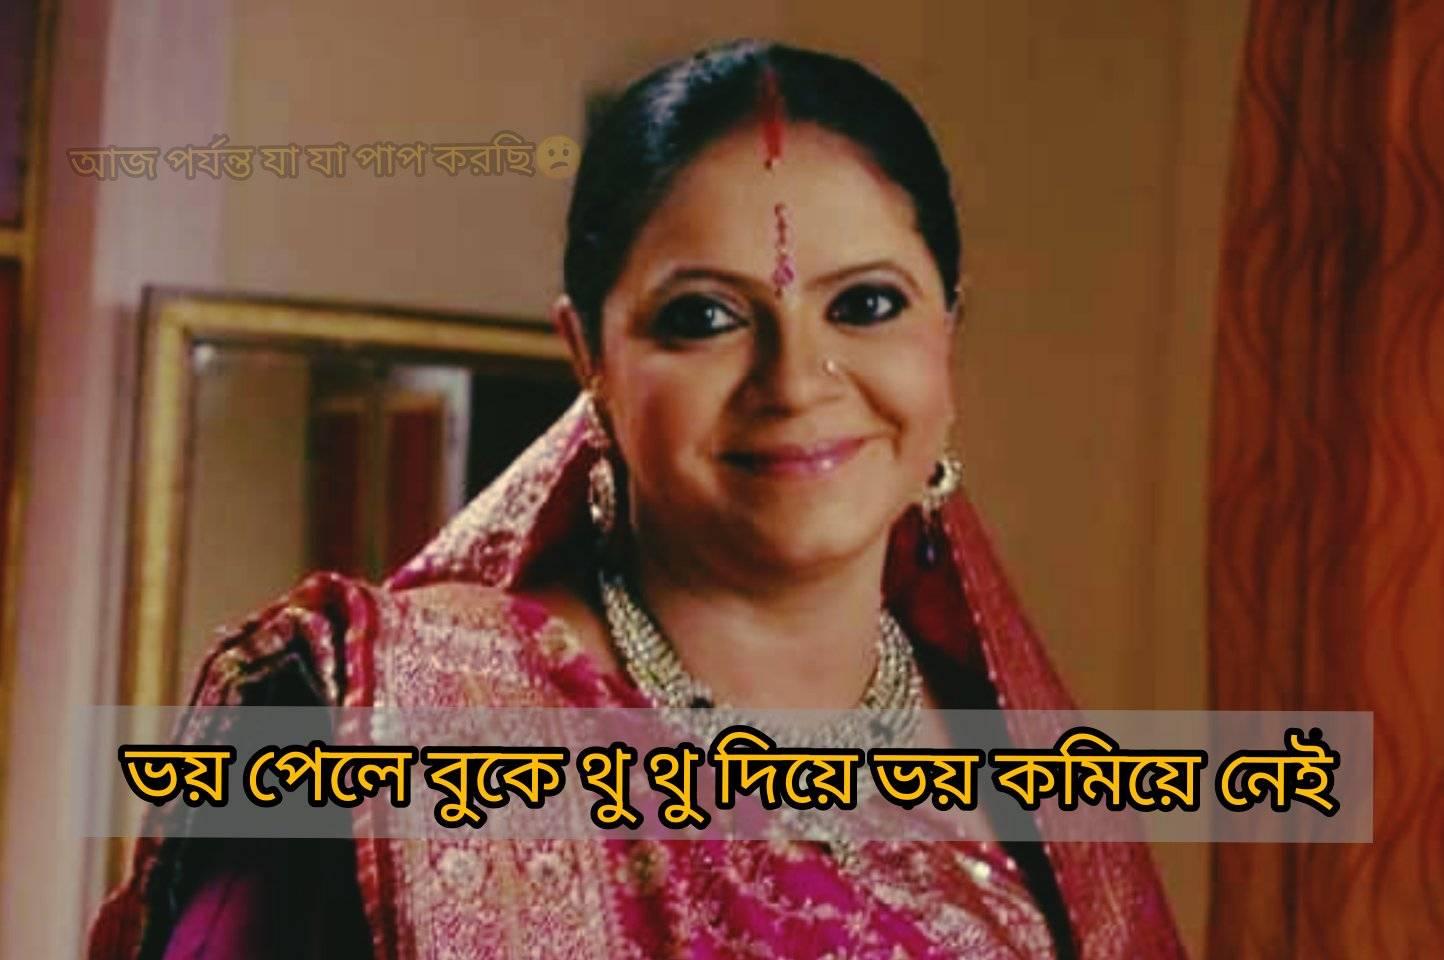 আজ পর্যন্ত যা যা পাপ করছি😟
ভয় পেলে বুকে থু থু দিয়ে ভয় কমিয়ে নেই